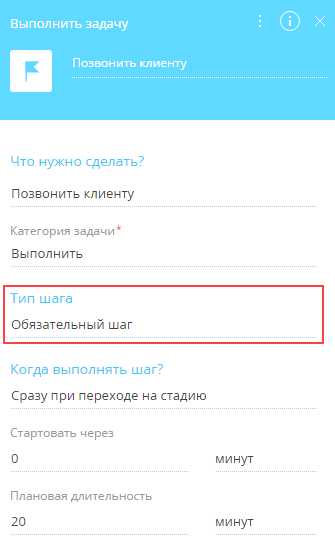 Выполнить задачу
Позвонить клиенту
Что нужно сделать?
Позвонить клиенту
Категория задачи*
Выполнить
Тип шага
Обязательный шаг
Когда выполнять шаг?
Сразу при переходе на стадию
Стартовать через
0 минут
Плановая длительность
20 минут